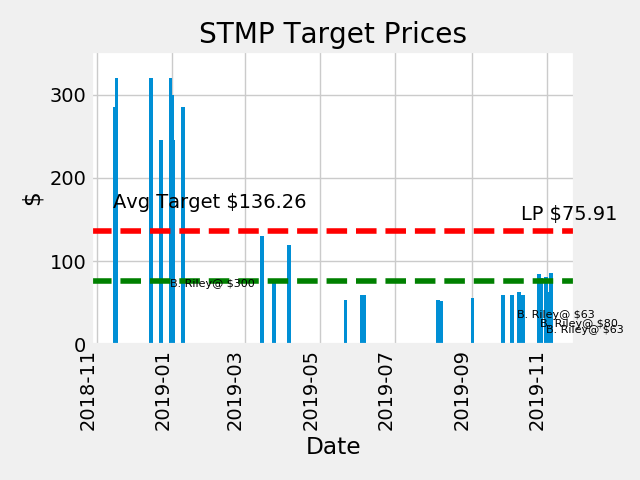 STMP Target Prices
300
200
100
0
$
Avg Target $136.26
LP $75.91
B. Riley@ $300
B. Riley@ $63
B. Riley@ $80
B. Riley@ $63
2018-11
2019-01
2019-03
2019-05
2019-07
2019-09
2019-11
Date